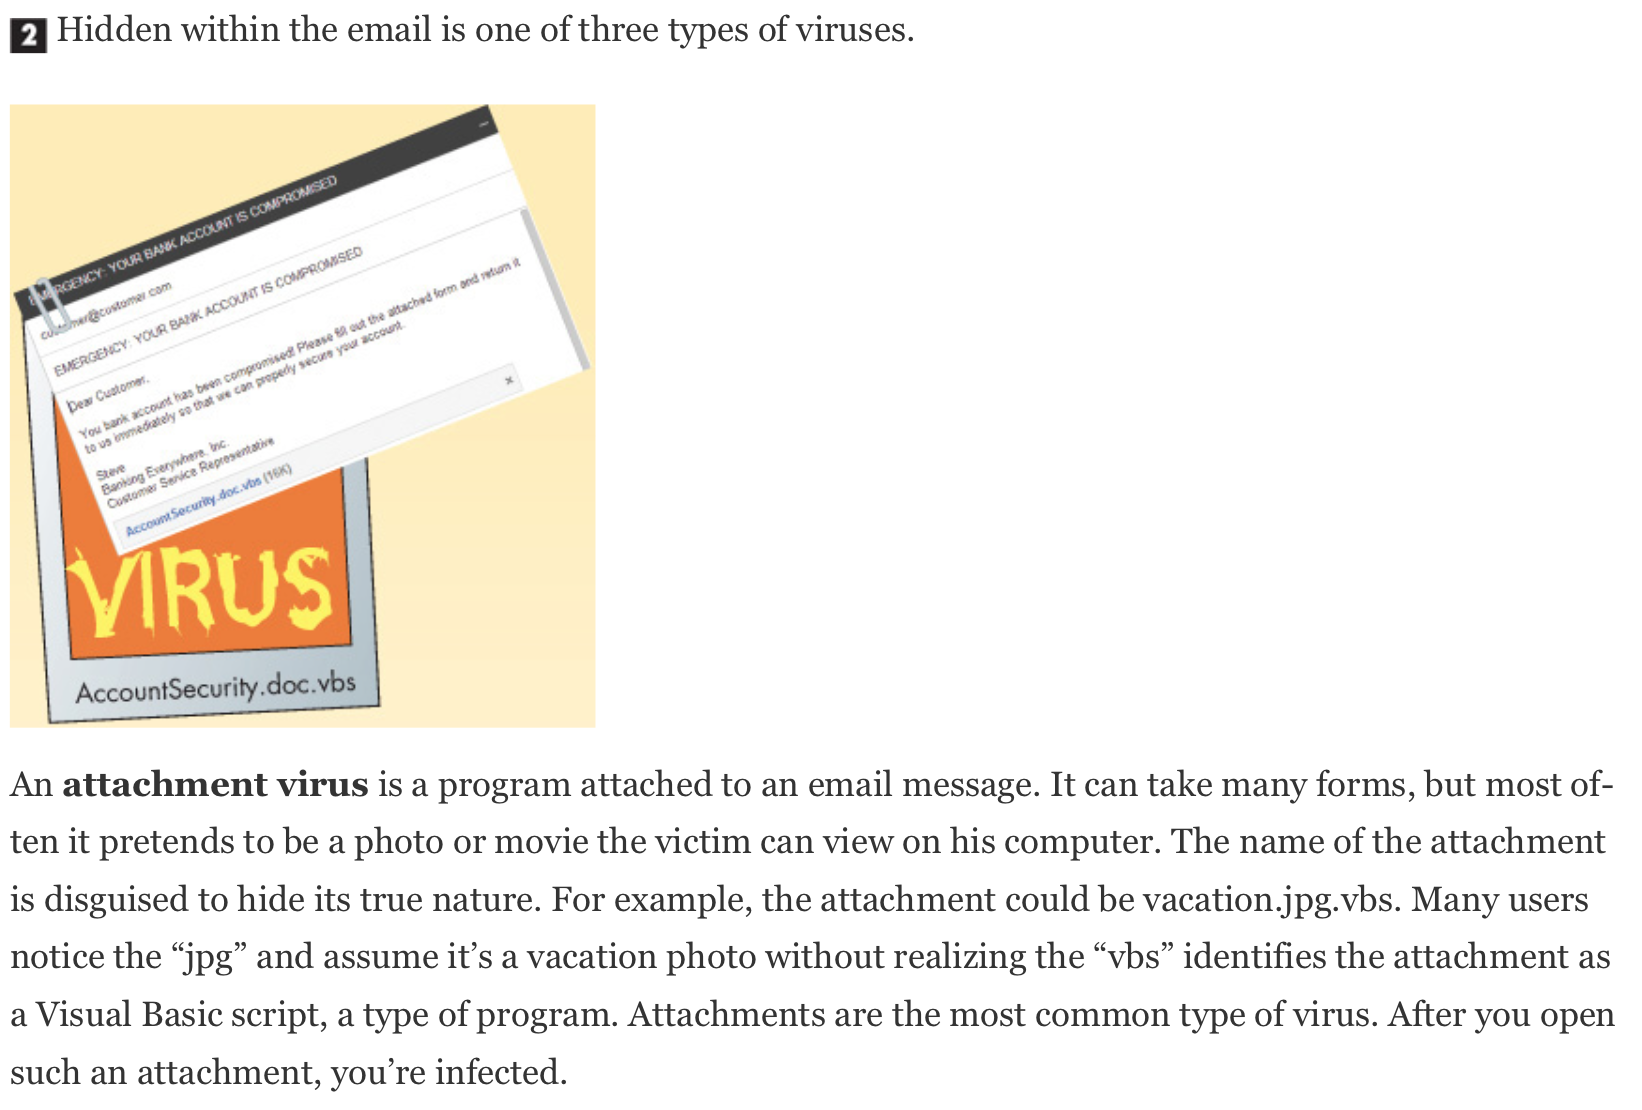 2 Hidden within the email is one of three types of viruses.
EMERGENCY: YOUR BANK ACCOUNT IS COMPROMISED
customer@customer.com
EMERGENCY: YOUR BANK ACCOUNT IS COMPROMISED
Dear Customer,
You bank account has been compromised! Please fill out the attached form and return it
to us immediately so that we can properly secure your account.
Steve
Banking Everywhere, Inc.
Customer Service Representative
AccountSecurity.doc.vbs (16K)
VIRUS
AccountSecurity.doc.vbs
An attachment virus is a program attached to an email message. It can take many forms, but most of-
ten it pretends to be a photo or movie the victim can view on his computer. The name of the attachment
is disguised to hide its true nature. For example, the attachment could be vacation.jpg.vbs. Many users
notice the “jpg” and assume it’s a vacation photo without realizing the “vbs” identifies the attachment as
a Visual Basic script, a type of program. Attachments are the most common type of virus. After you open
such an attachment, you’re infected.